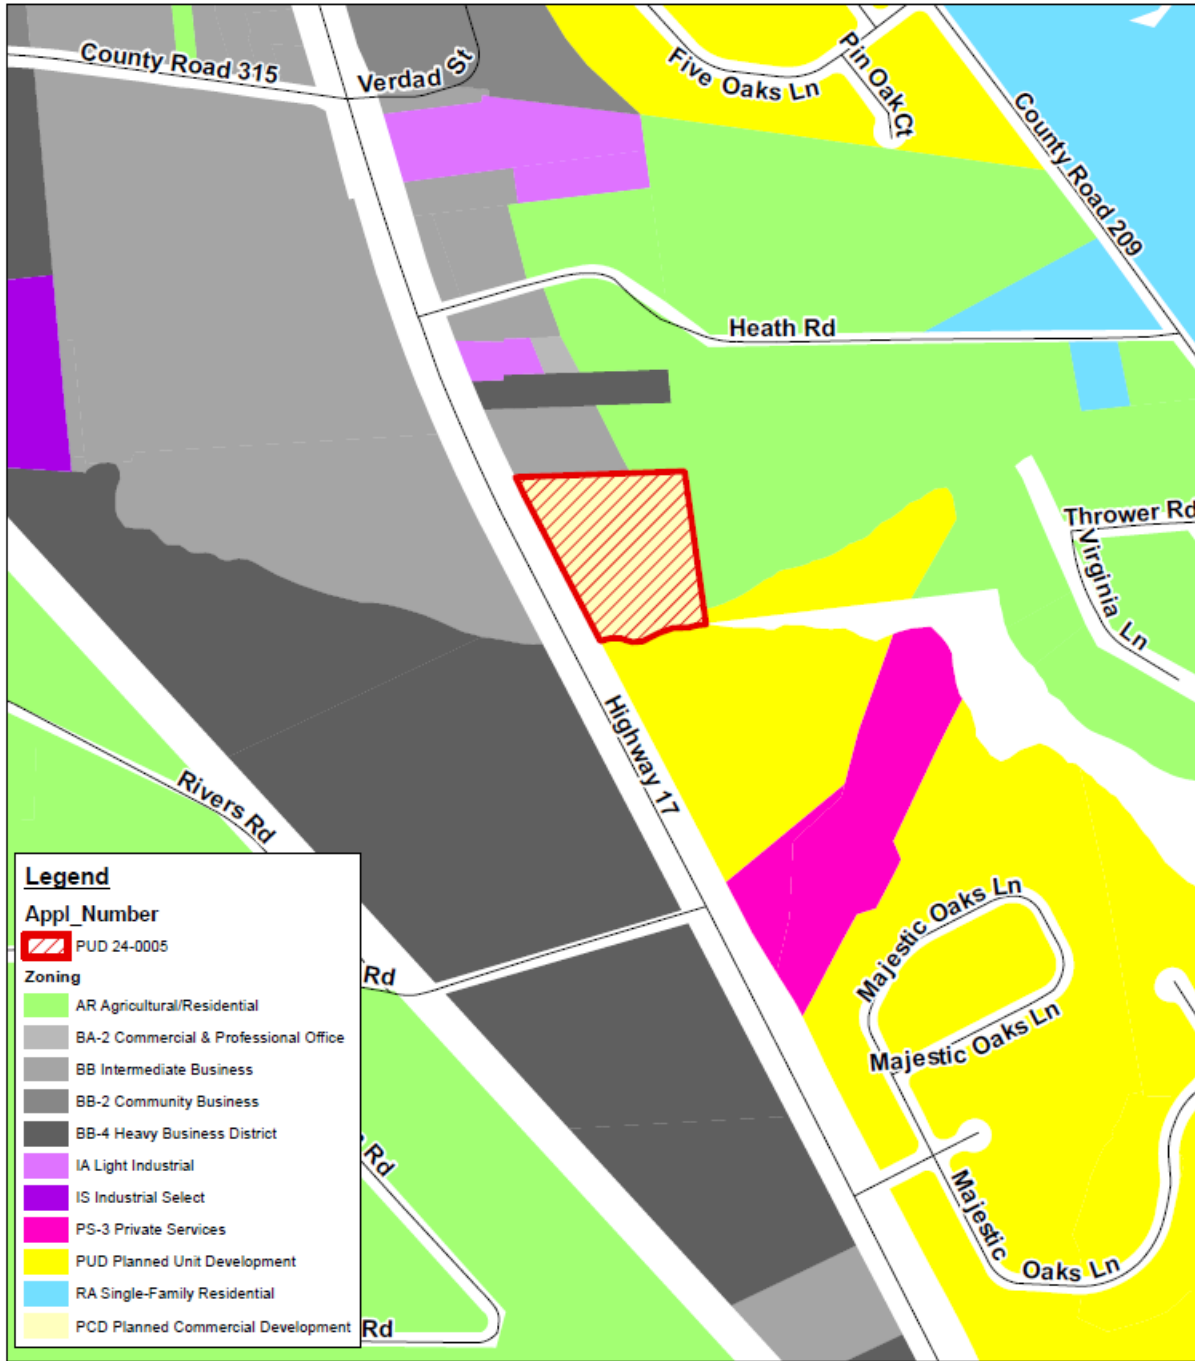 County Road 315
Verdad St
Five Oaks Ln
Pin Oak Ct
County Road 209
Heath Rd
Thrower Rd
Virginia Ln
Highway 17
Rivers Rd
Rd
Majestic Oaks Ln
Majestic Oaks Ln
Majestic Oaks Ln
Rd
Rd
Legend
Appl_Number
PUD 24-0005
Zoning
AR Agricultural/Residential
BA-2 Commercial & Professional Office
BB Intermediate Business
BB-2 Community Business
BB-4 Heavy Business District
IA Light Industrial
IS Industrial Select
PS-3 Private Services
PUD Planned Unit Development
RA Single-Family Residential
PCD Planned Commercial Development